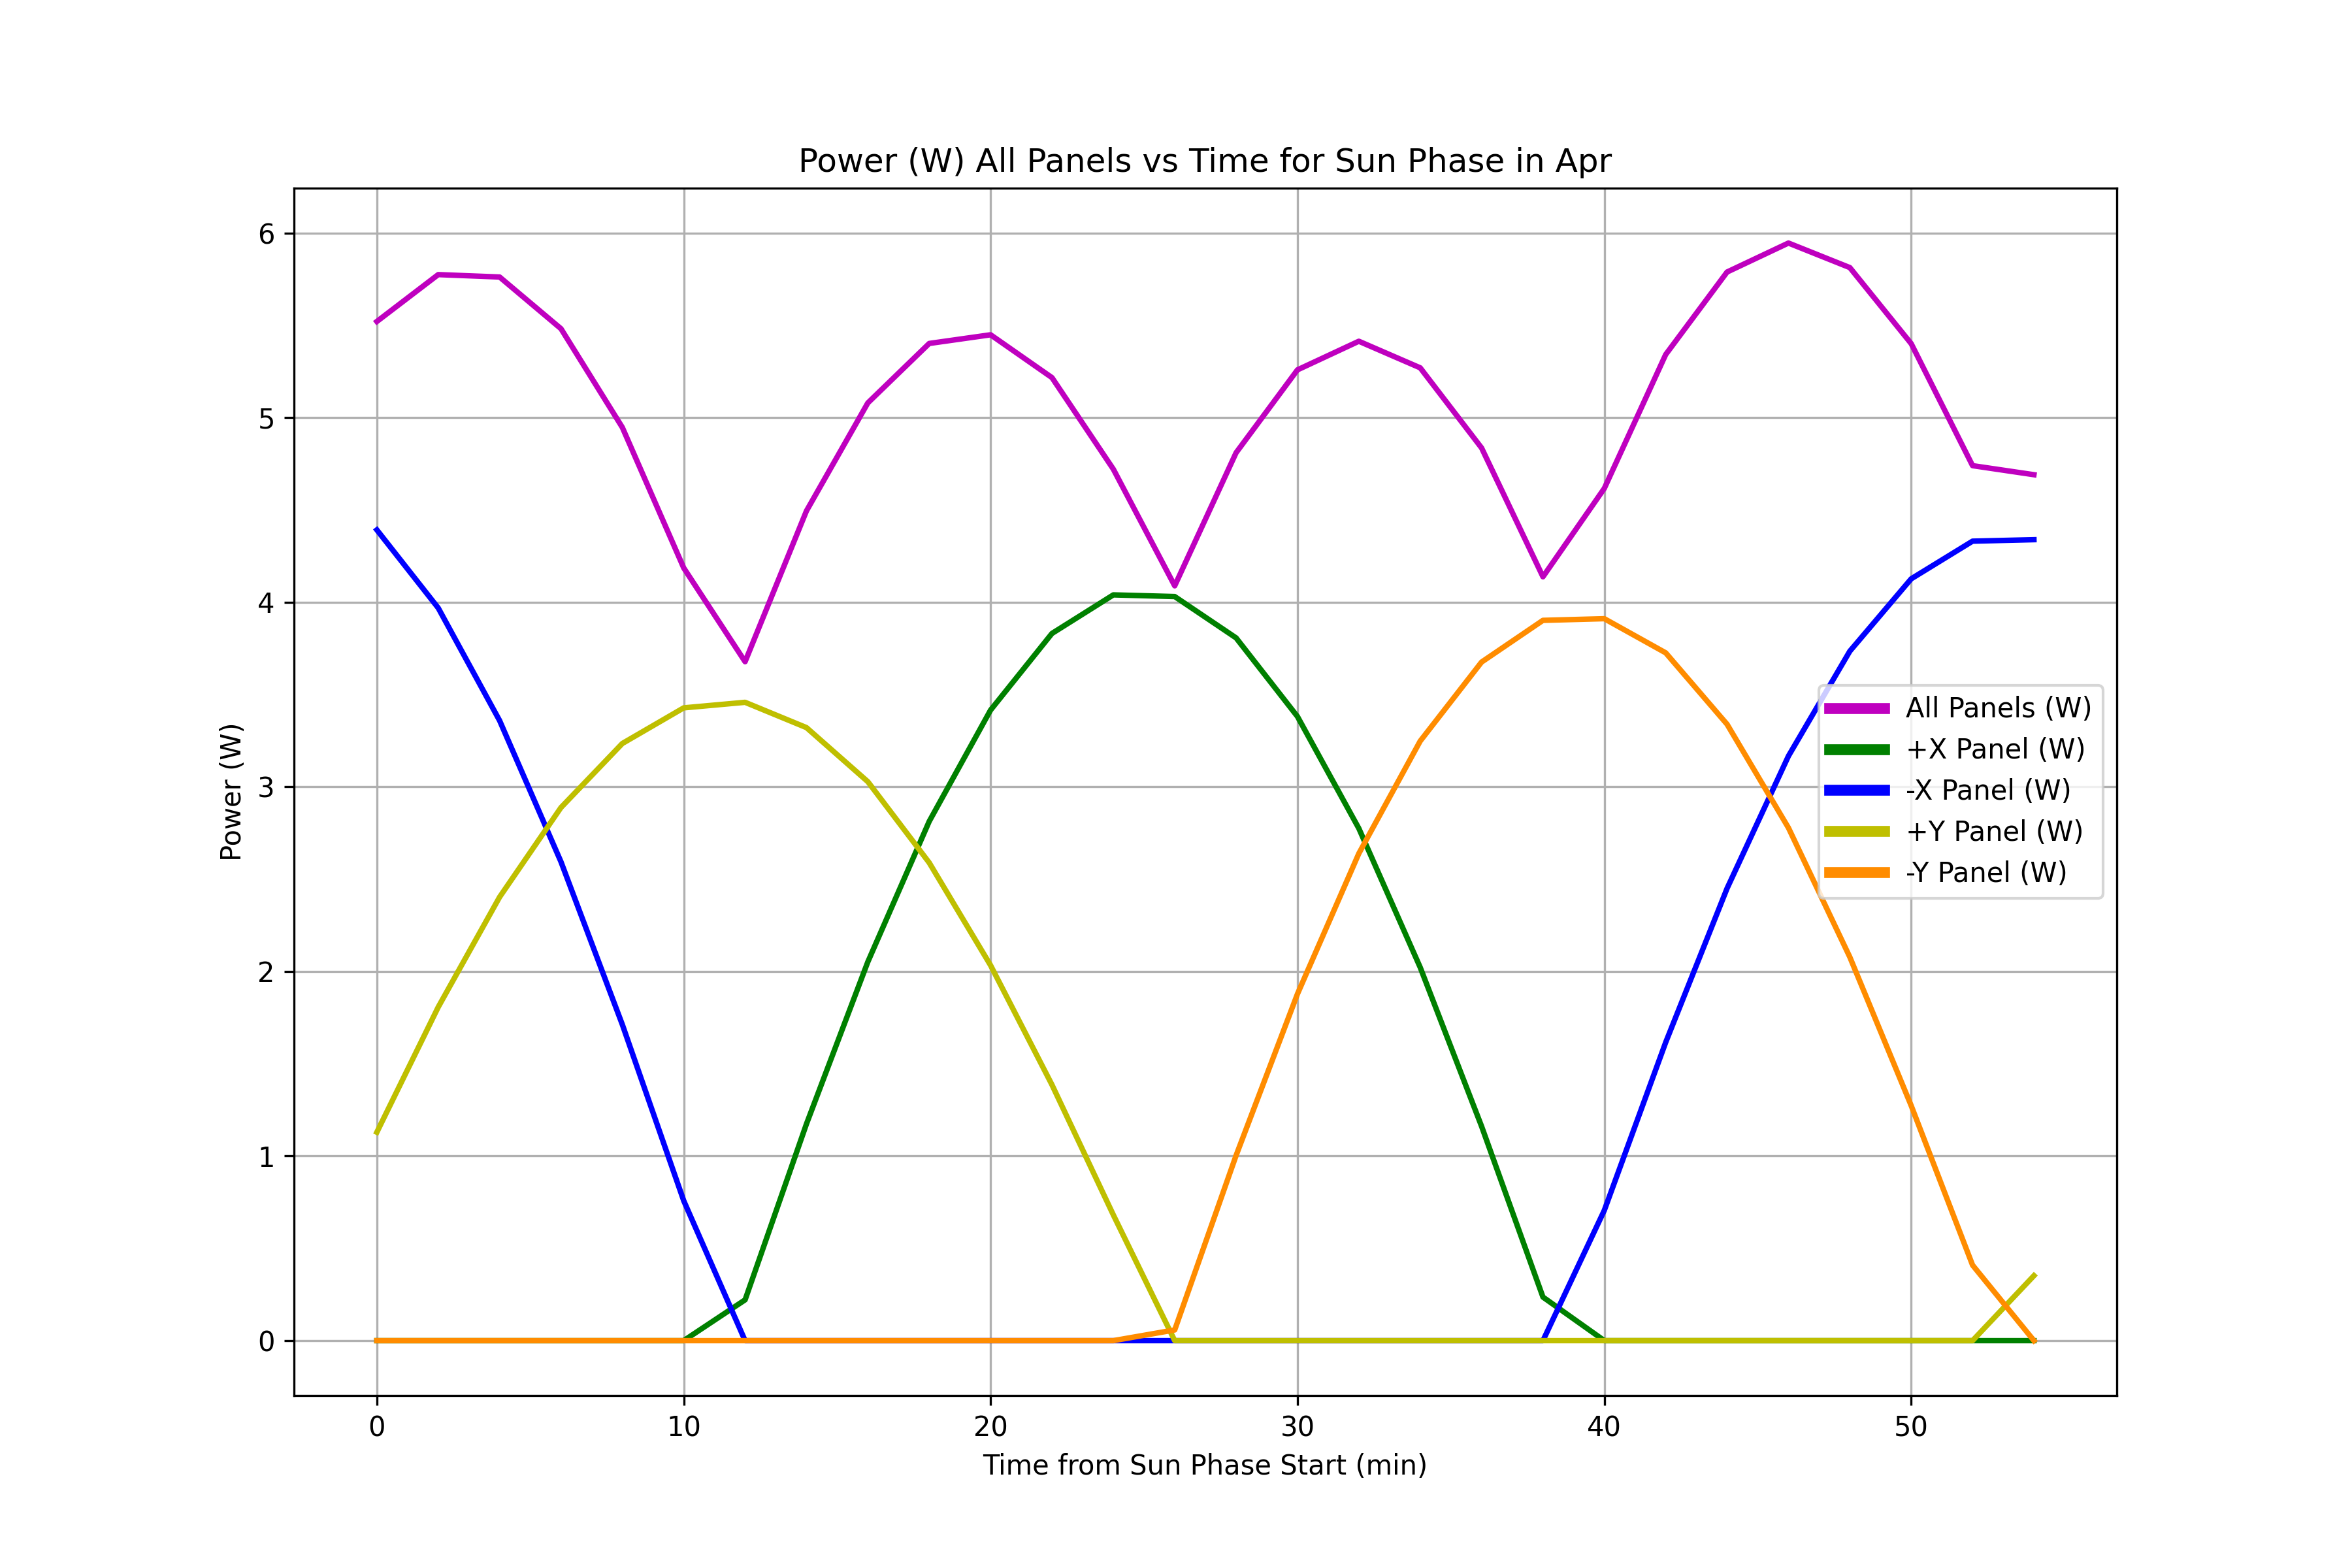 Power (W) All Panels vs Time for Sun Phase in Apr
6
5
4
3
2
1
0
Power (W)
All Panels (W)
+X Panel (W)
-X Panel (W)
+Y Panel (W)
-Y Panel (W)
0 10 20 30 40 50
Time from Sun Phase Start (min)